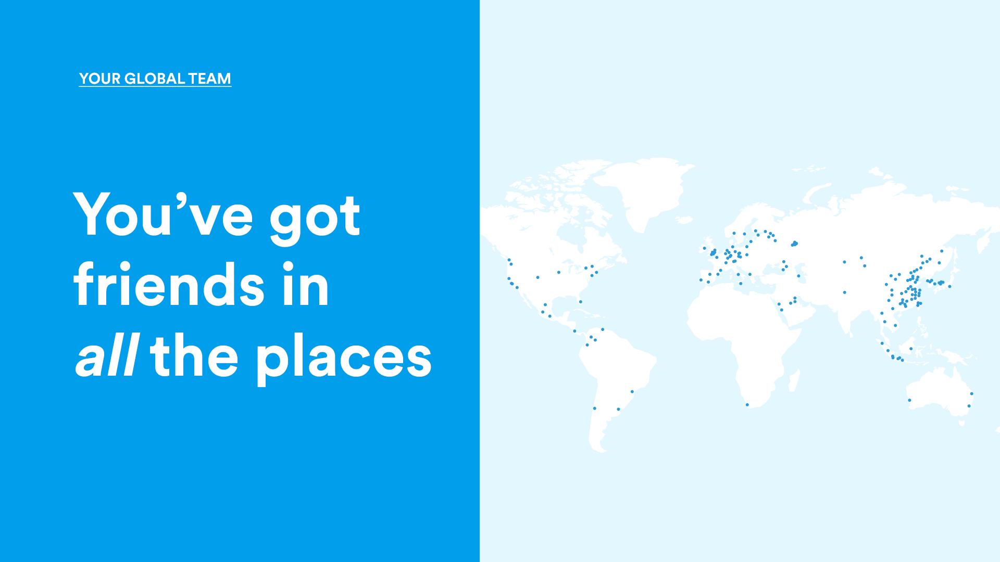 YOUR GLOBAL TEAM
You’ve got
friends in
all the places